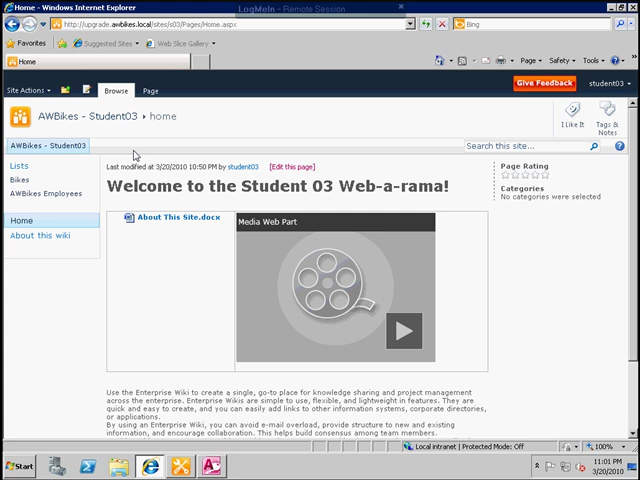 LogMeIn - Remote Session
Home - Windows Internet Explorer
http://upgrade.awbikes.local/sites/s03/Pages/Home.aspx
Bing
Favorites
Suggested Sites
Web Slice Gallery
Home
Page
Safety
Tools
Site Actions
Browse
Page
Give Feedback
student03
AWBikes - Student03 › home
I Like It
Tags & Notes
AWBikes - Student03
Search this site...
Lists
Bikes
AWBikes Employees
Home
About this wiki
Last modified at 3/20/2010 10:50 PM by student03 [Edit this page]
Welcome to the Student 03 Web-a-rama!
About This Site.docx
Media Web Part
Page Rating
Categories
No categories were selected
Use the Enterprise Wiki to create a single, go-to place for knowledge sharing and project management
across the enterprise. Enterprise Wikis are simple to use, flexible, and lightweight in features. They are
quick and easy to create, and you can easily add links to other information systems, corporate directories,
or applications.
By using an Enterprise Wiki, you can avoid e-mail overload, provide structure to new and existing
information, and encourage collaboration. This helps build consensus among team members.
Local intranet | Protected Mode: Off
100%
Start
11:01 PM
3/20/2010